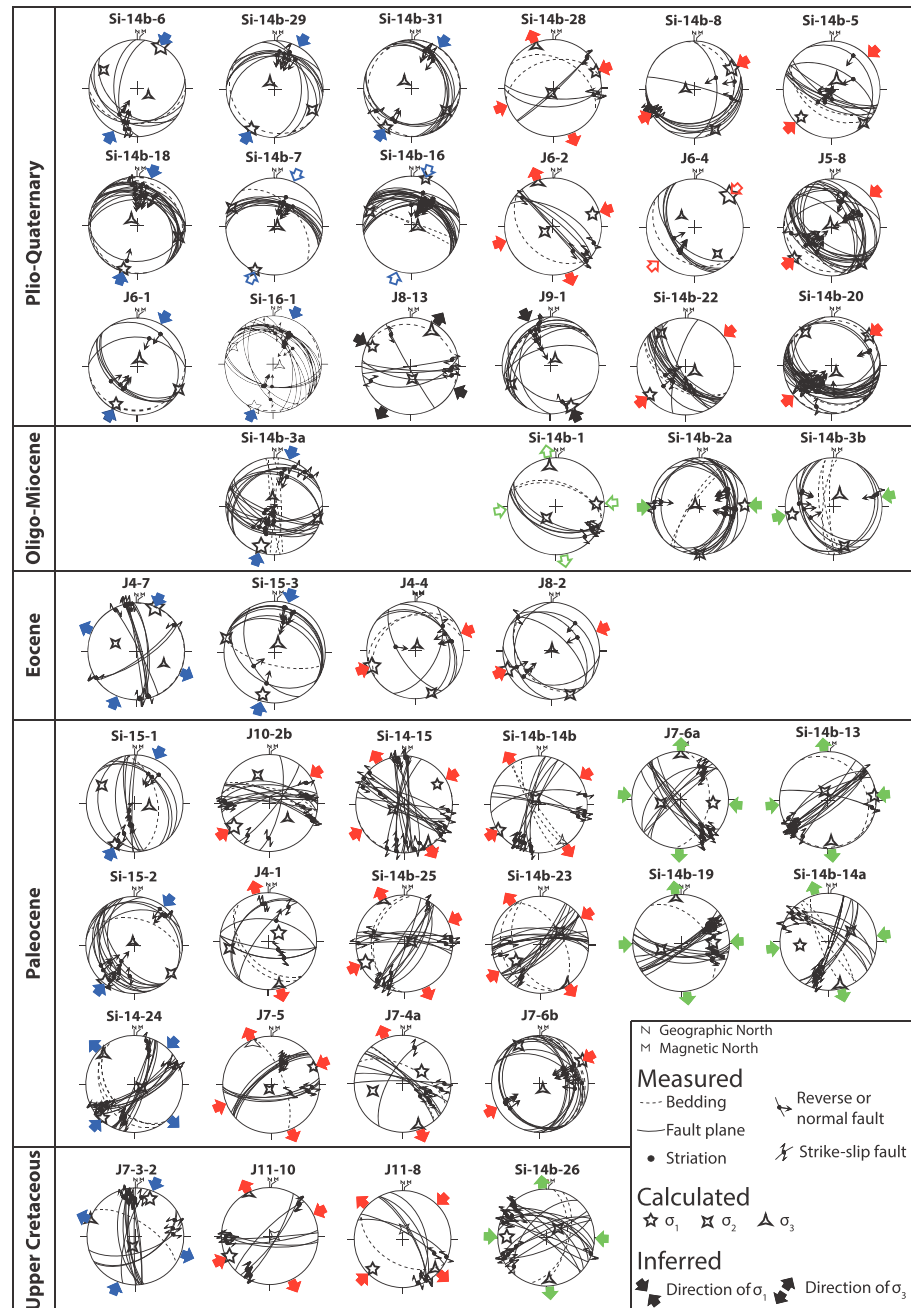 Plio-Quaternary
Si-14b-6 Si-14b-29 Si-14b-31 Si-14b-28 Si-14b-8 Si-14b-5
Si-14b-18 Si-14b-7 Si-14b-16 J6-2 J6-4 J5-8
J6-1 Si-16-1 J8-13 J9-1 Si-14b-22 Si-14b-20
Oligo-Miocene
Si-14b-3a Si-14b-1 Si-14b-2a Si-14b-3b
Eocene
J4-7 Si-15-3 J4-4 J8-2
Paleocene
Si-15-1 J10-2b Si-14-15 Si-14b-14b J7-6a Si-14b-13
Si-15-2 J4-1 Si-14b-25 Si-14b-23 Si-14b-19 Si-14b-14a
Si-14-24 J7-5 J7-4a J7-6b
Upper Cretaceous
J7-3-2 J11-10 J11-8 Si-14b-26
N Geographic North
M Magnetic North
Measured
Bedding
Fault plane
Striation
Reverse or
normal fault
Strike-slip fault
Calculated
σ1 σ2 σ3
Inferred
Direction of σ1 Direction of σ3